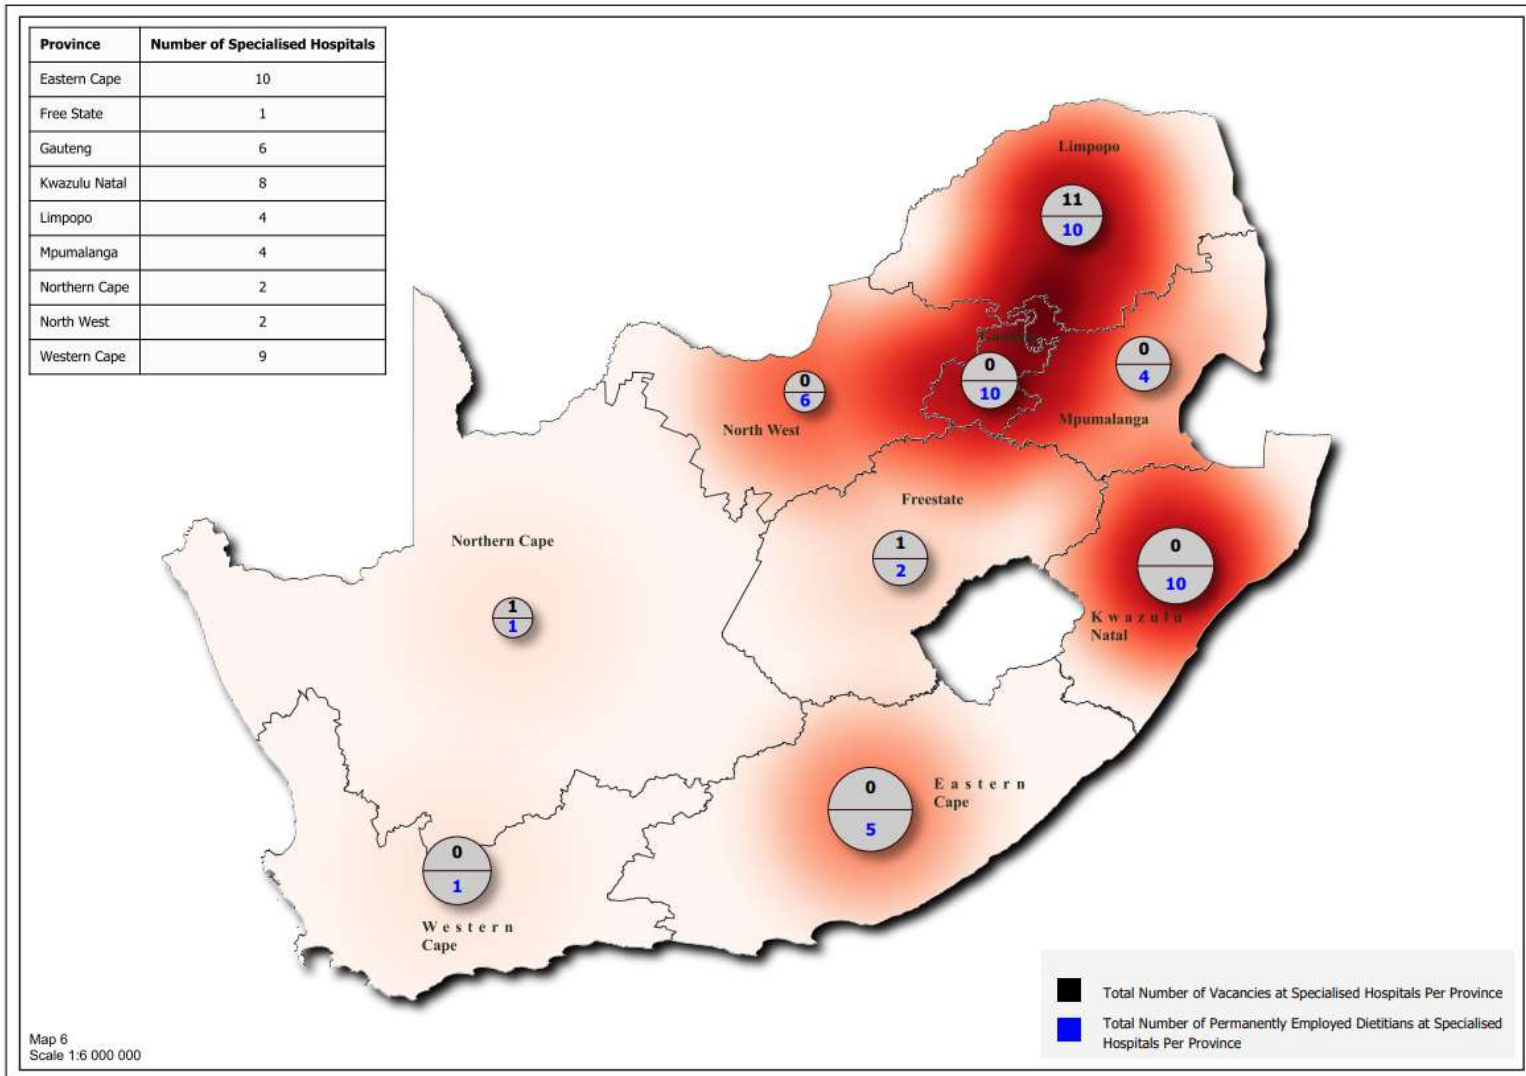 Province Number of Specialised Hospitals
Eastern Cape 10
Free State 1
Gauteng 6
Kwazulu Natal 8
Limpopo 4
Mpumalanga 4
Northern Cape 2
North West 2
Western Cape 9
Limpopo
11
10
0
10
0
4
Mpumalanga
0
6
North West
Freestate
1
2
Northern Cape
1
1
0
10
Kwazulu
Natal
0
5
Eastern
Cape
0
1
Western
Cape
Total Number of Vacancies at Specialised Hospitals Per Province
Total Number of Permanently Employed Dietitians at Specialised
Hospitals Per Province
Map 6
Scale 1:6 000 000